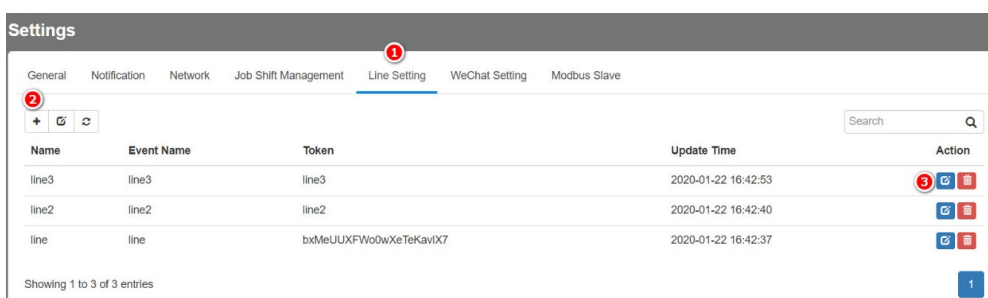 Settings
1
General Notification Network Job Shift Management Line Setting WeChat Setting Modbus Slave
2
Search
Name Event Name Token Update Time Action
line3 line3 line3 2020-01-22 16:42:53 3
line2 line2 line2 2020-01-22 16:42:40
line line bxMeUUXFWo0wXeTeKavIX7 2020-01-22 16:42:37
Showing 1 to 3 of 3 entries 1